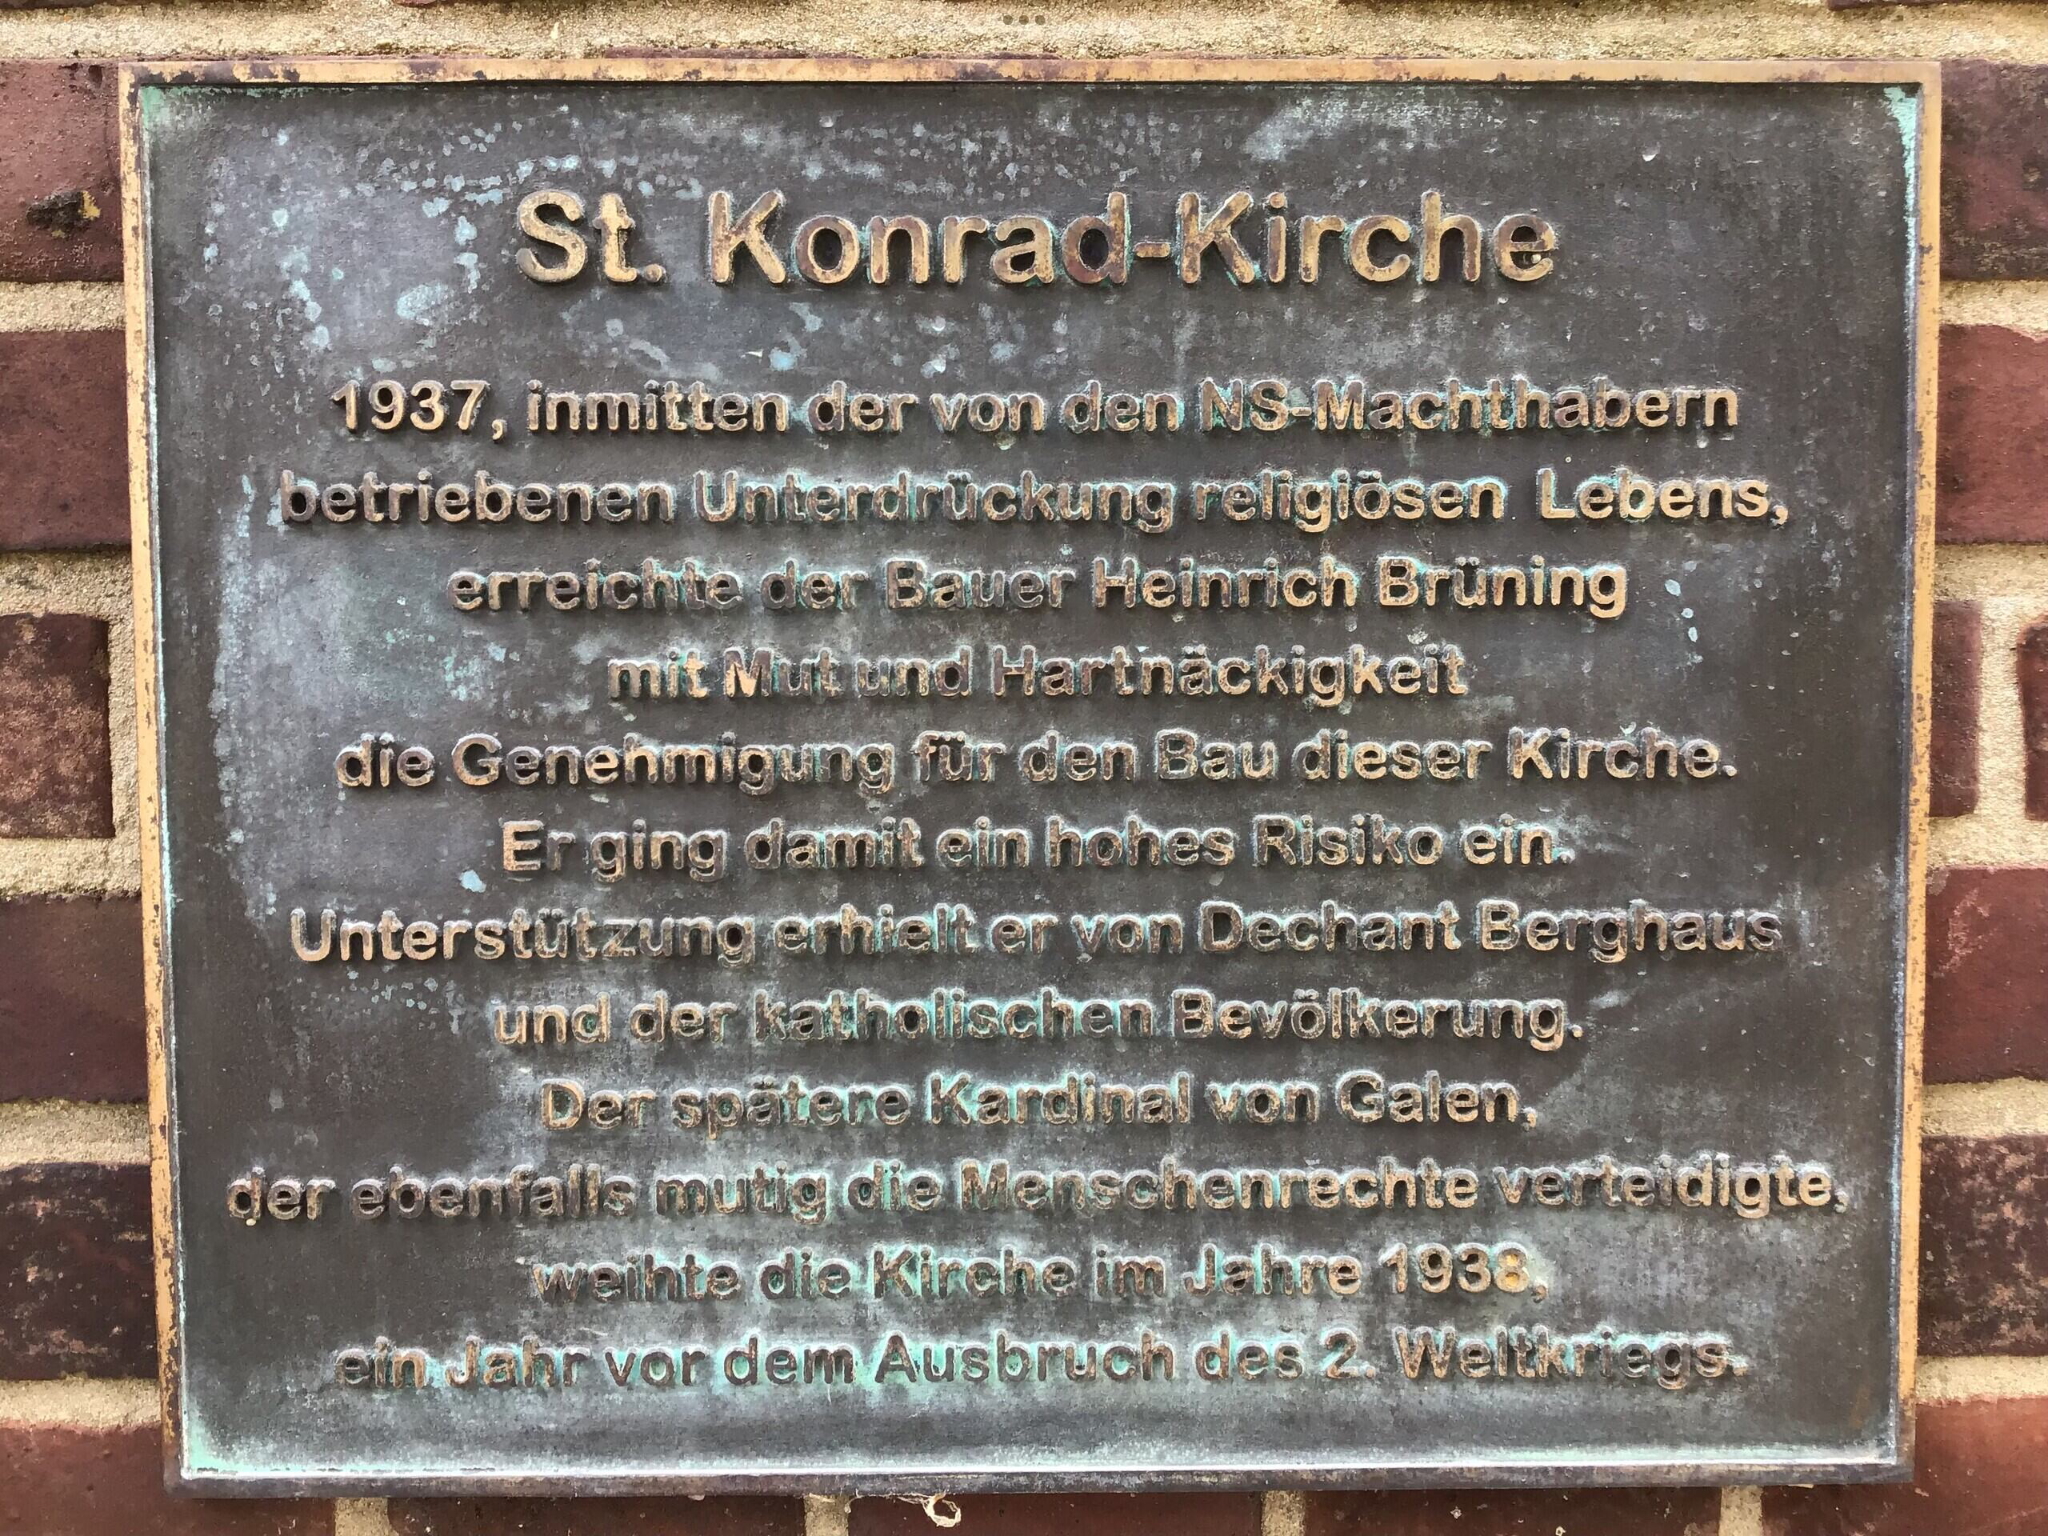 St. Konrad-Kirche
1937, inmitten der von den NS-Machthabern
betriebenen Unterdrückung religiösen Lebens,
erreichte der Bauer Heinrich Brüning
mit Mut und Hartnäckigkeit
die Genehmigung für den Bau dieser Kirche.
Er ging damit ein hohes Risiko ein.
Unterstützung erhielt er von Dechant Berghaus
und der katholischen Bevölkerung.
Der spätere Kardinal von Galen,
der ebenfalls mutig die Menschenrechte verteidigte,
weihte die Kirche im Jahre 1938,
ein Jahr vor dem Ausbruch des 2. Weltkriegs.